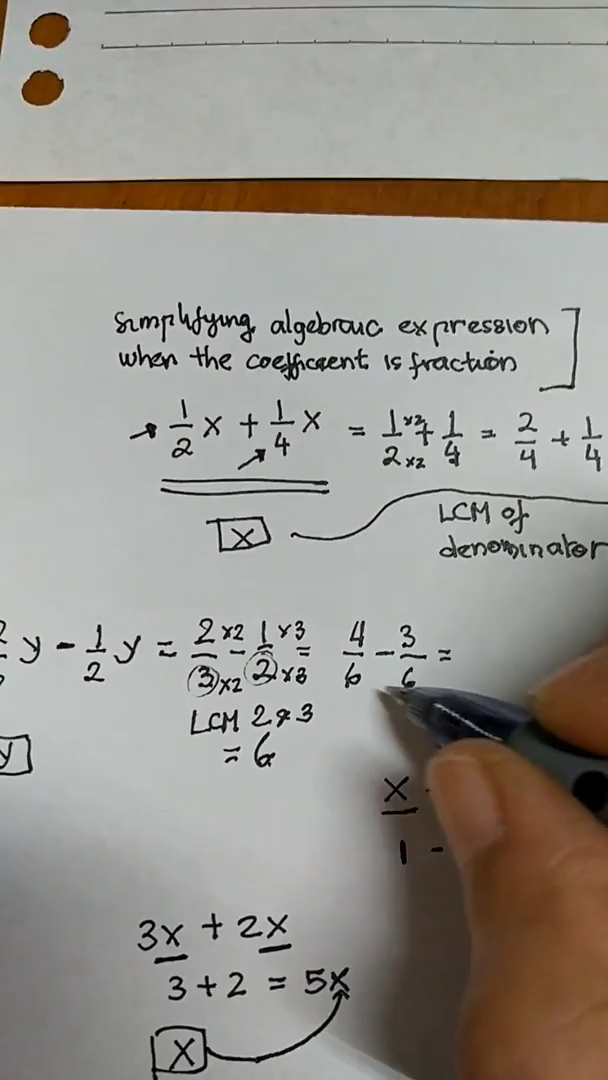 Simplifying algebraic expression
when the coefficient is fraction
1/2 x + 1/4 x = 1×2/2×2 + 1/4 = 2/4 + 1/4
x
LCM of
denominator
y - 1/2 y = 2×2/3×2 - 1×3/2×3 = 4/6 - 3/6 =
LCM 2 & 3
= 6
y
x
1 -
3x + 2x
3 + 2 = 5x
x